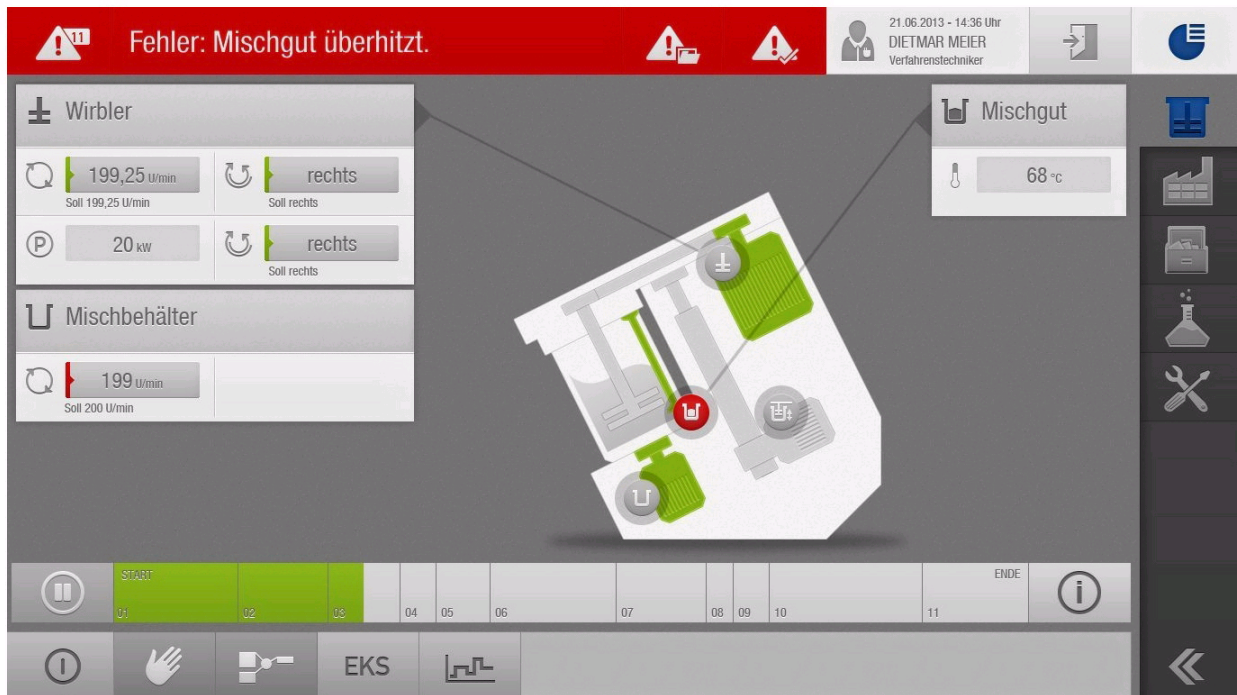 11
Fehler: Mischgut überhitzt.
21.06.2013 - 14:36 Uhr
DIETMAR MEIER
Verfahrenstechniker
Wirbler
199,25 U/min
Soll 199,25 U/min
rechts
Soll rechts
P
20 kW
rechts
Soll rechts
Mischbehälter
199 U/min
Soll 200 U/min
Mischgut
68 °C
START
ENDE
01
02
03
04
05
06
07
08
09
10
11
i
EKS